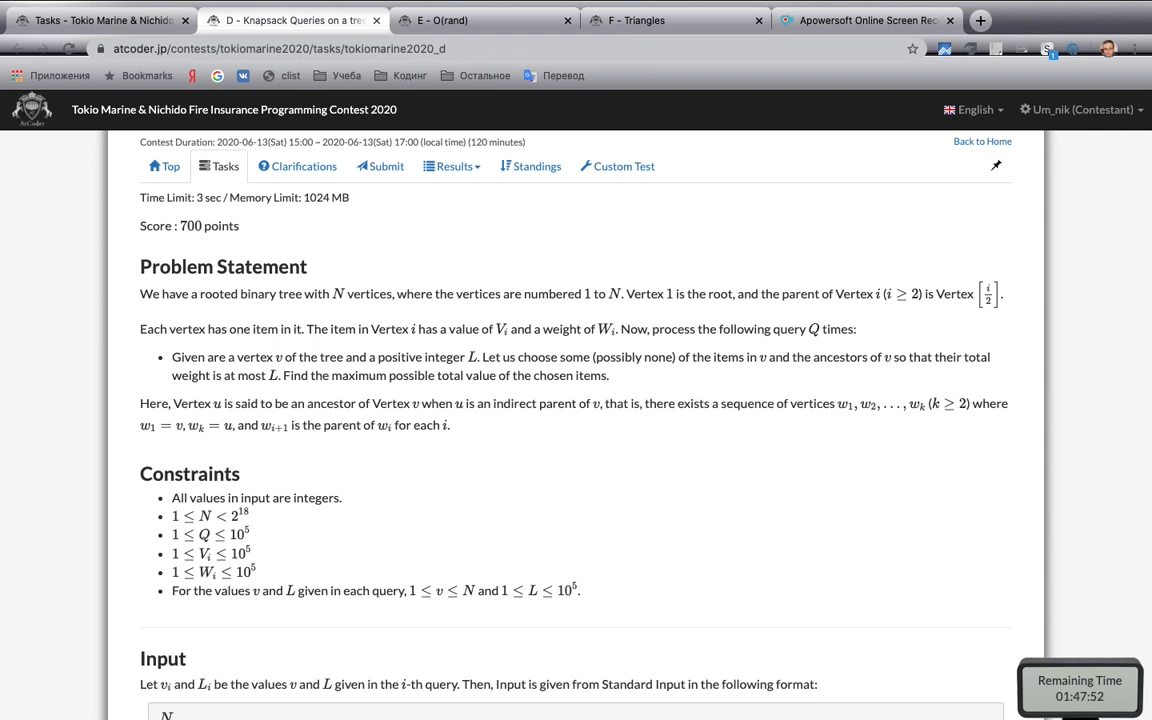 Tasks - Tokio Marine & Nichido
D - Knapsack Queries on a tree
E - O(rand)
F - Triangles
Apowersoft Online Screen Rec
atcoder.jp/contests/tokiomarine2020/tasks/tokiomarine2020_d
Приложения Bookmarks clist Учеба Кодинг Остальное Перевод
Tokio Marine & Nichido Fire Insurance Programming Contest 2020 English Um_nik (Contestant)
AtCoder
Contest Duration: 2020-06-13(Sat) 15:00 ~ 2020-06-13(Sat) 17:00 (local time) (120 minutes) Back to Home
Top Tasks Clarifications Submit Results Standings Custom Test
Time Limit: 3 sec / Memory Limit: 1024 MB
Score : 700 points
Problem Statement
We have a rooted binary tree with N vertices, where the vertices are numbered 1 to N. Vertex 1 is the root, and the parent of Vertex i (i ≥ 2) is Vertex [i/2].
Each vertex has one item in it. The item in Vertex i has a value of V_i and a weight of W_i. Now, process the following query Q times:
• Given are a vertex v of the tree and a positive integer L. Let us choose some (possibly none) of the items in v and the ancestors of v so that their total
weight is at most L. Find the maximum possible total value of the chosen items.
Here, Vertex u is said to be an ancestor of Vertex v when u is an indirect parent of v, that is, there exists a sequence of vertices w_1, w_2, . . . , w_k (k ≥ 2) where
w_1 = v, w_k = u, and w_{i+1} is the parent of w_i for each i.
Constraints
• All values in input are integers.
• 1 ≤ N < 2^18
• 1 ≤ Q ≤ 10^5
• 1 ≤ V_i ≤ 10^5
• 1 ≤ W_i ≤ 10^5
• For the values v and L given in each query, 1 ≤ v ≤ N and 1 ≤ L ≤ 10^5.
Input
Let v_i and L_i be the values v and L given in the i-th query. Then, Input is given from Standard Input in the following format:
N
Remaining Time
01:47:52